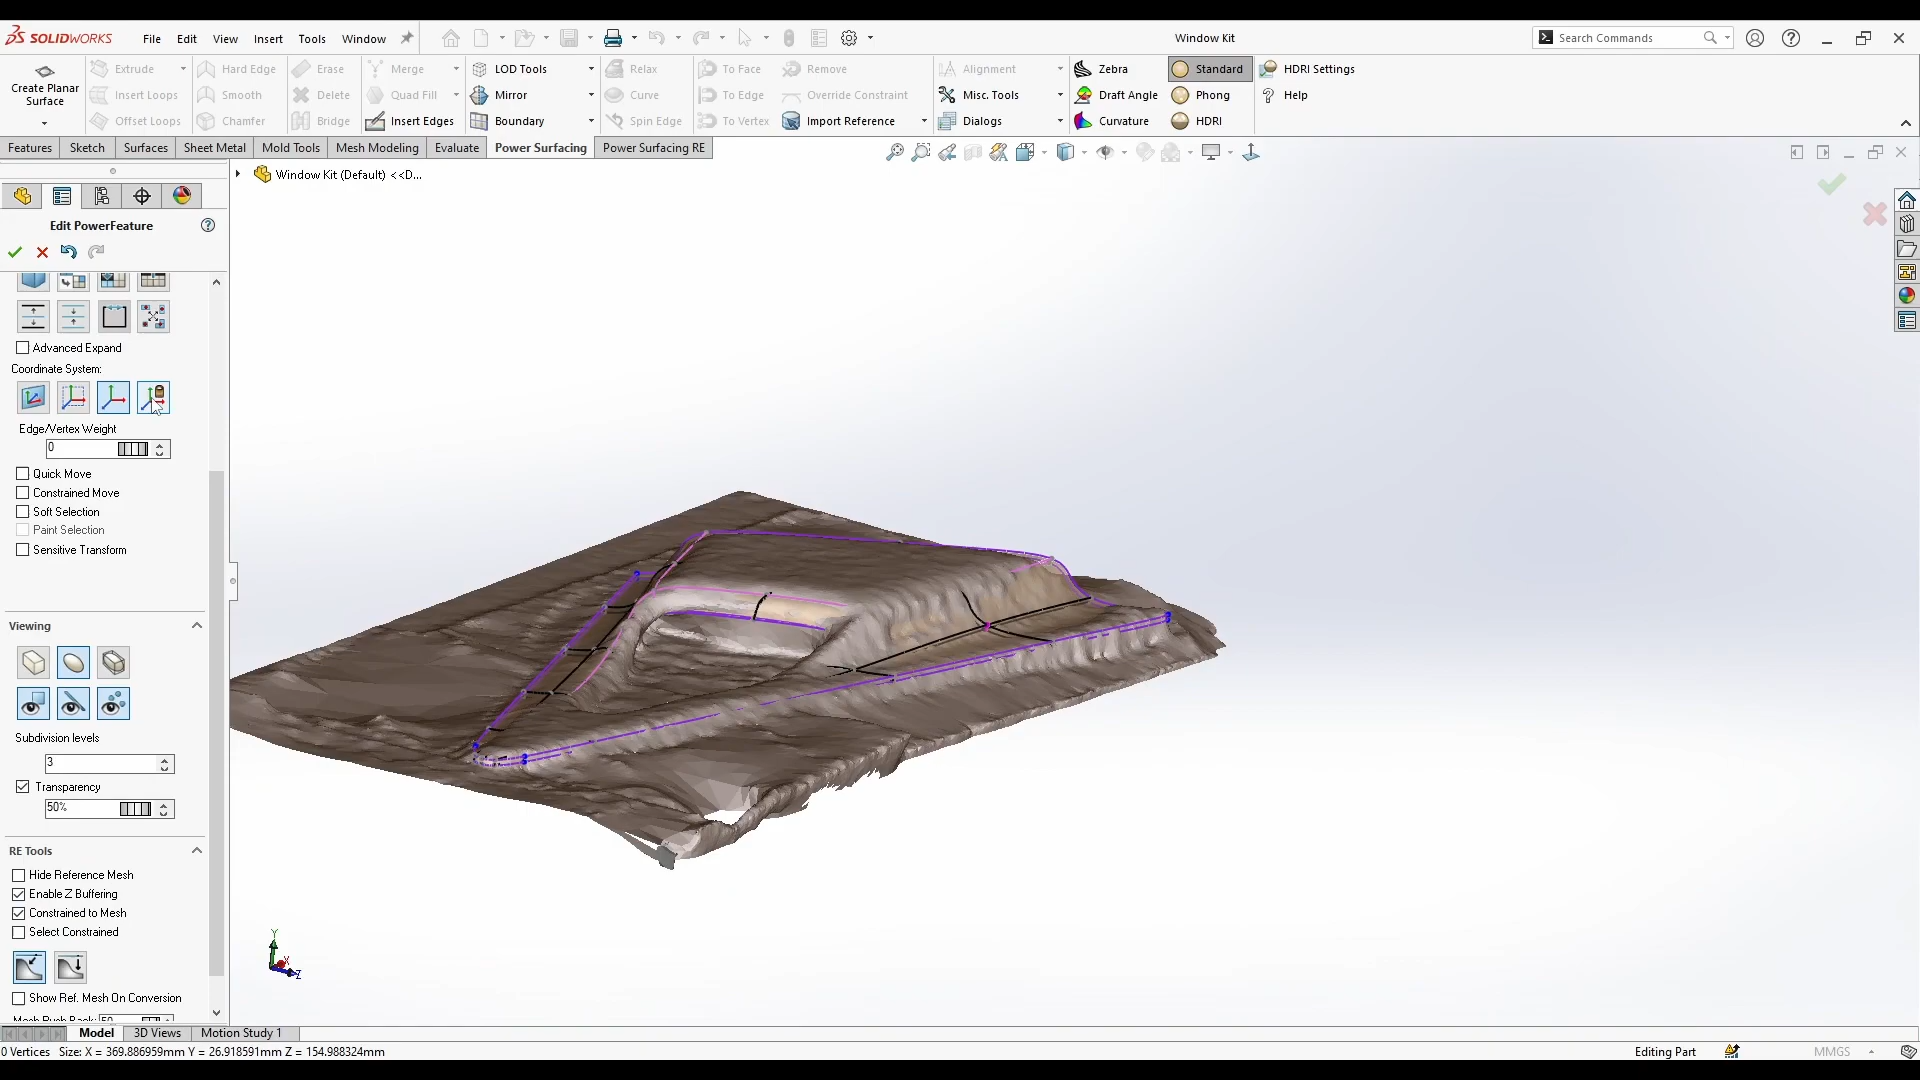 SOLIDWORKS File Edit View Insert Tools Window Window Kit Search Commands
Create Planar Surface
Extrude Hard Edge Erase Merge LOD Tools Relax To Face Remove Alignment Zebra Standard HDRI Settings
Insert Loops Smooth Delete Quad Fill Mirror Curve To Edge Override Constraint Misc. Tools Draft Angle Phong Help
Offset Loops Chamfer Bridge Insert Edges Boundary Spin Edge To Vertex Import Reference Dialogs Curvature HDRI
Features Sketch Surfaces Sheet Metal Mold Tools Mesh Modeling Evaluate Power Surfacing Power Surfacing RE
Window Kit (Default) <<D...
Edit PowerFeature
Advanced Expand
Coordinate System:
Edge/Vertex Weight
0
Quick Move
Constrained Move
Soft Selection
Paint Selection
Sensitive Transform
Viewing
Subdivision levels
3
Transparency
50%
RE Tools
Hide Reference Mesh
Enable Z Buffering
Constrained to Mesh
Select Constrained
Show Ref. Mesh On Conversion
Mesh Push Back: 50
Y
X
Z
Model 3D Views Motion Study 1
0 Vertices Size: X = 369.886959mm Y = 26.918591mm Z = 154.988324mm Editing Part MMGS